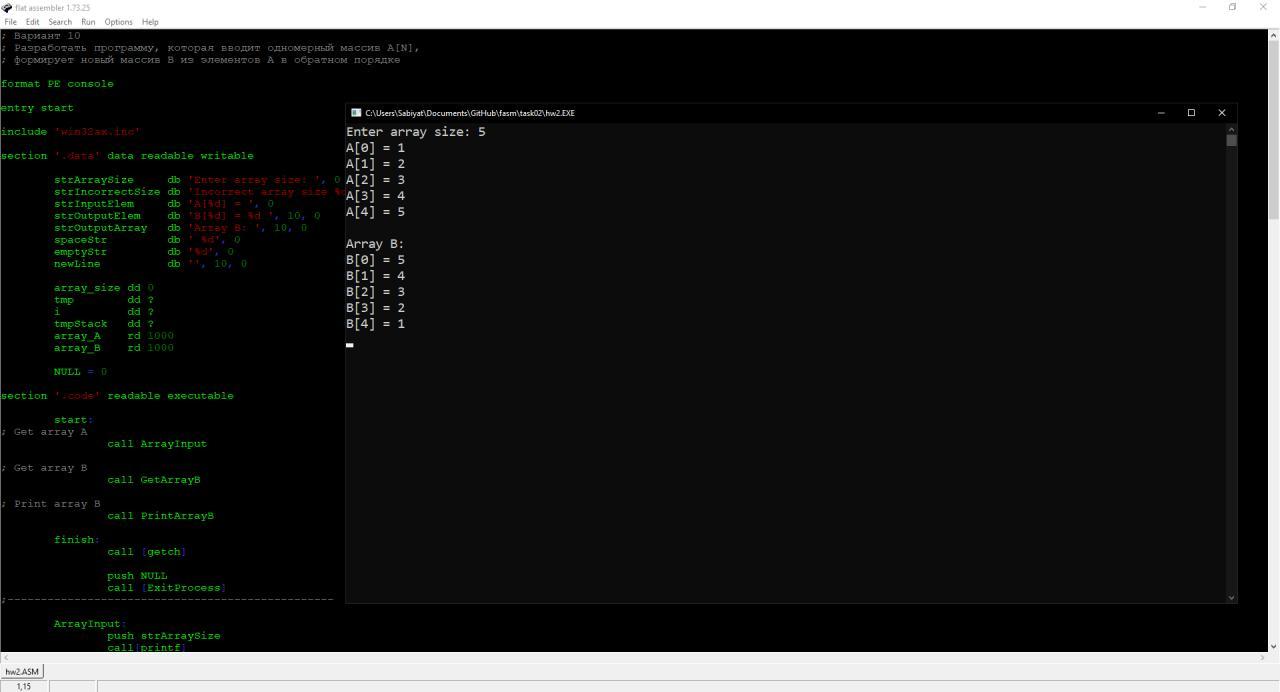 flat assembler 1.73.25
File Edit Search Run Options Help
; Вариант 10
; Разработать программу, которая вводит одномерный массив A[N],
; формирует новый массив B из элементов A в обратном порядке
format PE console
entry start
include 'win32ax.inc'
section '.data' data readable writable
strArraySize db 'Enter array size: ', 0
strIncorrectSize db 'Incorrect array size %d
strInputElem db 'A[%d] = ', 0
strOutputElem db 'B[%d] = %d ', 10, 0
strOutputArray db 'Array B: ', 10, 0
spaceStr db ' %d', 0
emptyStr db '%d', 0
newLine db '', 10, 0
array_size dd 0
tmp dd ?
i dd ?
tmpStack dd ?
array_A rd 1000
array_B rd 1000
NULL = 0
section '.code' readable executable
start:
; Get array A
call ArrayInput
; Get array B
call GetArrayB
; Print array B
call PrintArrayB
finish:
call [getch]
push NULL
call [ExitProcess]
;-------------------------------------------------
ArrayInput:
push strArraySize
call[printf]
C:\Users\Sabiyat\Documents\GitHub\fasm\task02\hw2.EXE
Enter array size: 5
A[0] = 1
A[1] = 2
A[2] = 3
A[3] = 4
A[4] = 5
Array B:
B[0] = 5
B[1] = 4
B[2] = 3
B[3] = 2
B[4] = 1
hw2.ASM
1,15